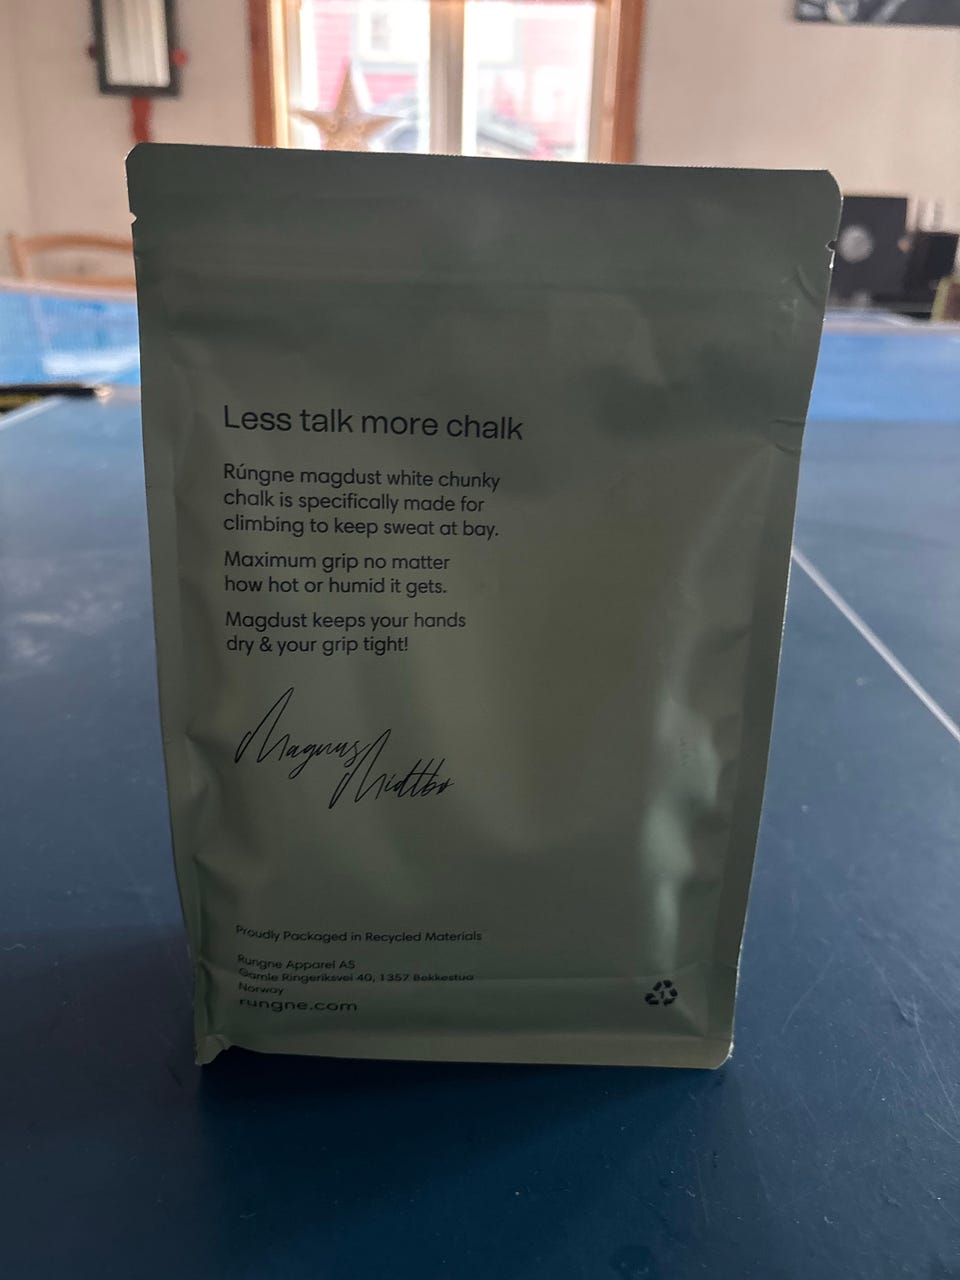 Less talk more chalk
Rúngne magdust white chunky
chalk is specifically made for
climbing to keep sweat at bay.
Maximum grip no matter
how hot or humid it gets.
Magdust keeps your hands
dry & your grip tight!
Magnus
Midtbø
Proudly Packaged in Recycled Materials
Rungne Apparel AS
Gamle Ringeriksvei 40, 1357 Bekkestua
Norway
rungne.com